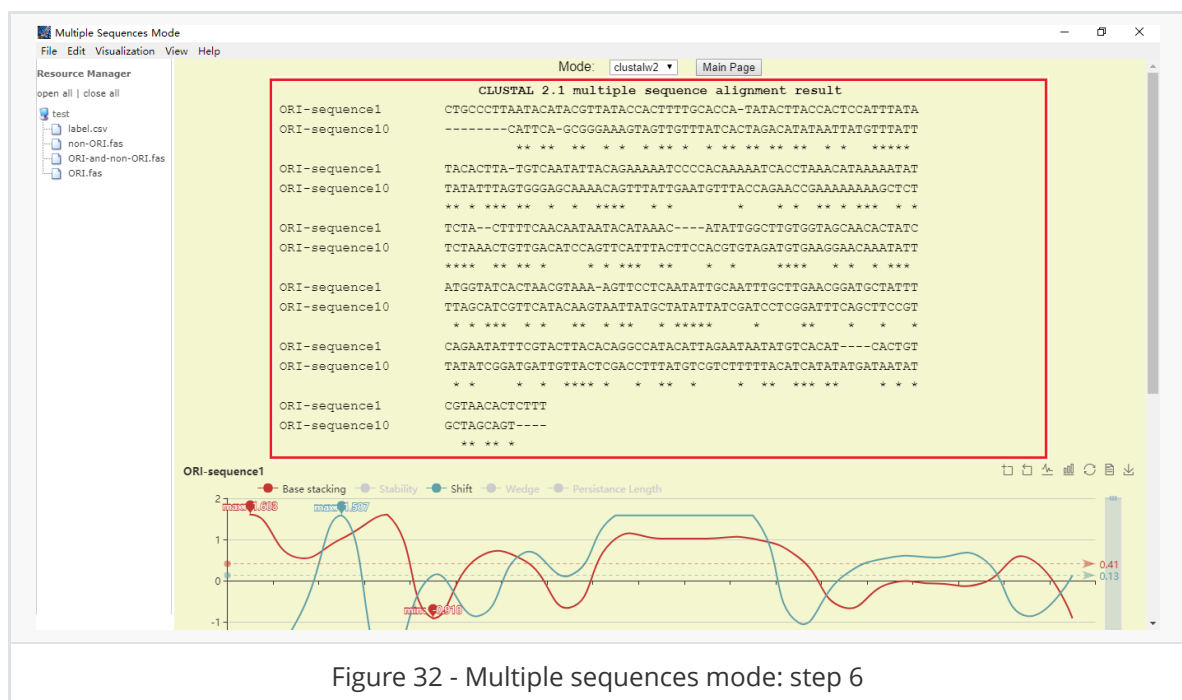 Multiple Sequences Mode
File Edit Visualization View Help
Resource Manager
open all | close all
test
label.csv
non-ORI.fas
ORI-and-non-ORI.fas
ORI.fas
Mode: clustalw2 Main Page
CLUSTAL 2.1 multiple sequence alignment result
ORI-sequence1 CTGCCCTTAATACATACGTTATACCACTTTTGCACCA-TATACTTACCACTCCATTTATA
ORI-sequence10 --------CATTCA-GCGGGAAAGTAGTTGTTTATCACTAGACATATAATTATGTTTATT
** ** ** * * * ** * * ** ** ** ** * * *****
ORI-sequence1 TACACTTA-TGTCAATATTACAGAAAAATCCCCACAAAAATCACCTAAACATAAAAATAT
ORI-sequence10 TATATTTAGTGGGAGCAAAACAGTTTATTGAATGTTTACCAGAACCGAAAAAAAAGCTCT
** * *** ** * * **** * * * * * ** * *** * *
ORI-sequence1 TCTA--CTTTTCAACAATAATACATAAAC----ATATTGGCTTGTGGTAGCAACACTATC
ORI-sequence10 TCTAAACTGTTGACATCCAGTTCATTTACTTCCACGTGTAGATGTGAAGGAACAAATATT
**** ** ** * * * *** ** * * **** * * * ***
ORI-sequence1 ATGGTATCACTAACGTAAA-AGTTCCTCAATATTGCAATTTGCTTGAACGGATGCTATTT
ORI-sequence10 TTAGCATCGTTCATACAAGTAATTATGCTATATTATCGATCCTCGGATTTCAGCTTCCGT
* * *** * * ** * ** * ***** * ** * * *
ORI-sequence1 CAGAATATTTCGTACTTACACAGGCCATACATTAGAATAATATGTCACAT----CACTGT
ORI-sequence10 TATATCGGATGATTGTTACTCGACCTTTATGTCGTCTTTTTACATCATATATGATAATAT
* * * * **** * * ** * * ** *** ** * * *
ORI-sequence1 CGTAACACTCTTT
ORI-sequence10 GCTAGCAGT----
** ** *
ORI-sequence1
Base stacking Stability Shift Wedge Persistance Length
2
1
0
-1
0.41
0.13
Figure 32 - Multiple sequences mode: step 6